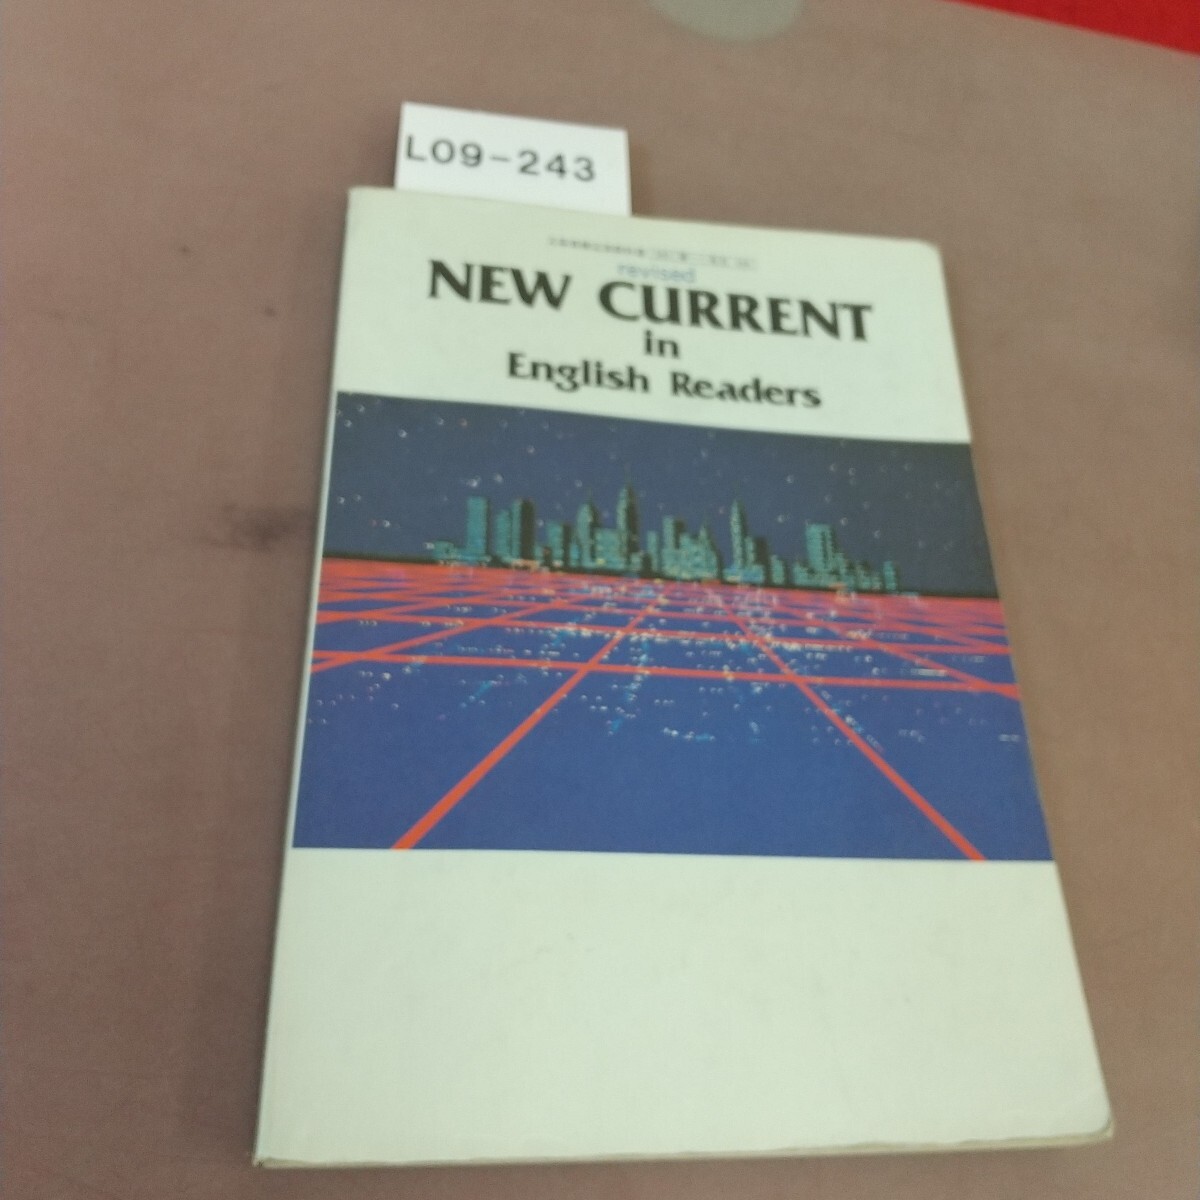 L09-243
revised
NEW CURRENT
in
English Readers